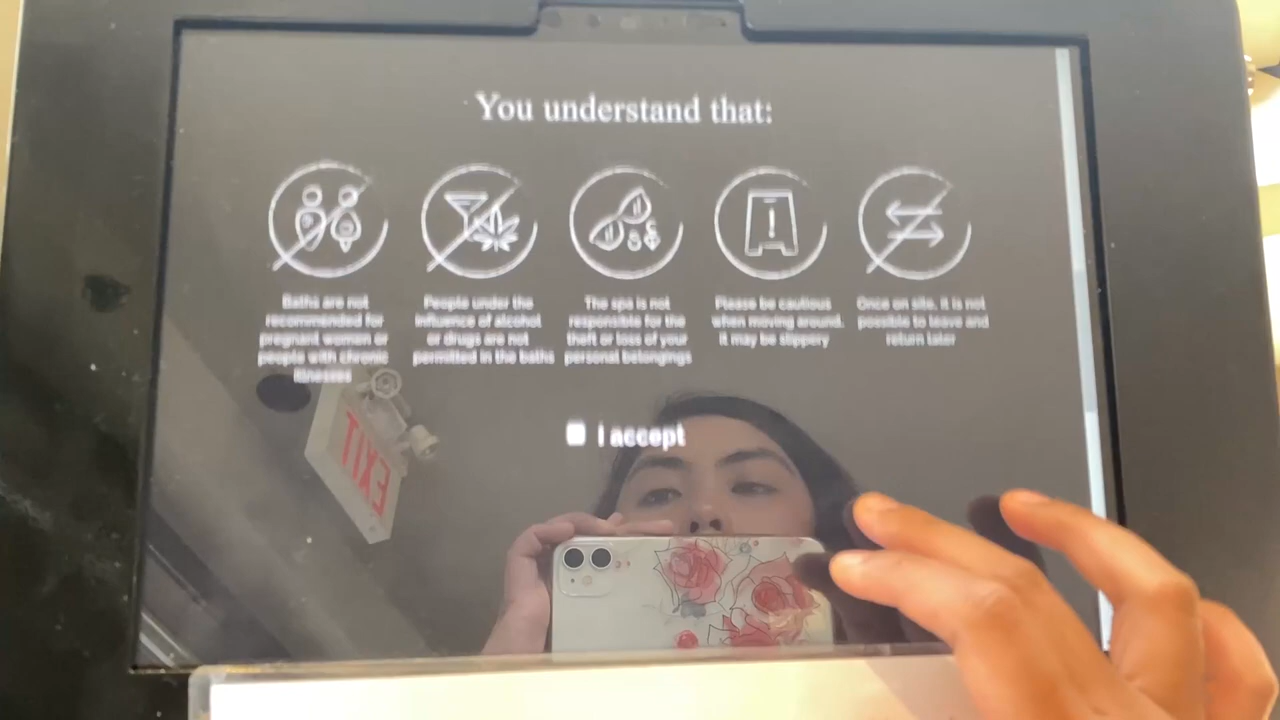 You understand that:
Baths are not
recommended for
pregnant women or
people with chronic
illnesses
People under the
influence of alcohol
or drugs are not
permitted in the baths
The spa is not
responsible for the
theft or loss of your
personal belongings
Please be cautious
when moving around.
It may be slippery
Once on site, it is not
possible to leave and
return later
I accept
EXIT